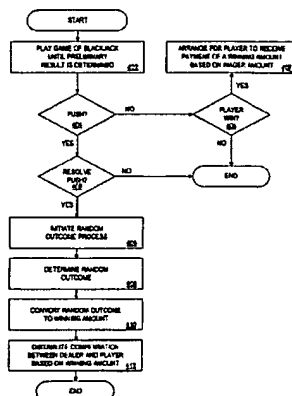 START
PLAY GAME OF BLACKJACK
UNTIL PRELIMINARY
RESULT IS DETERMINED
ARRANGE FOR PLAYER TO RECEIVE
PAYMENT OF A WINNING AMOUNT
BASED ON WAGER AMOUNT
YES
PUSH?
NO
PLAYER
WIN?
YES
NO
RESOLVE
PUSH?
NO
END
YES
INITIATE RANDOM
OUTCOME PROCESS
DETERMINE RANDOM
OUTCOME
CONVERT RANDOM OUTCOME
TO WINNING AMOUNT
DISTRIBUTE
BETWEEN DEALER AND PLAYER
BASED ON WINNING AMOUNT
END